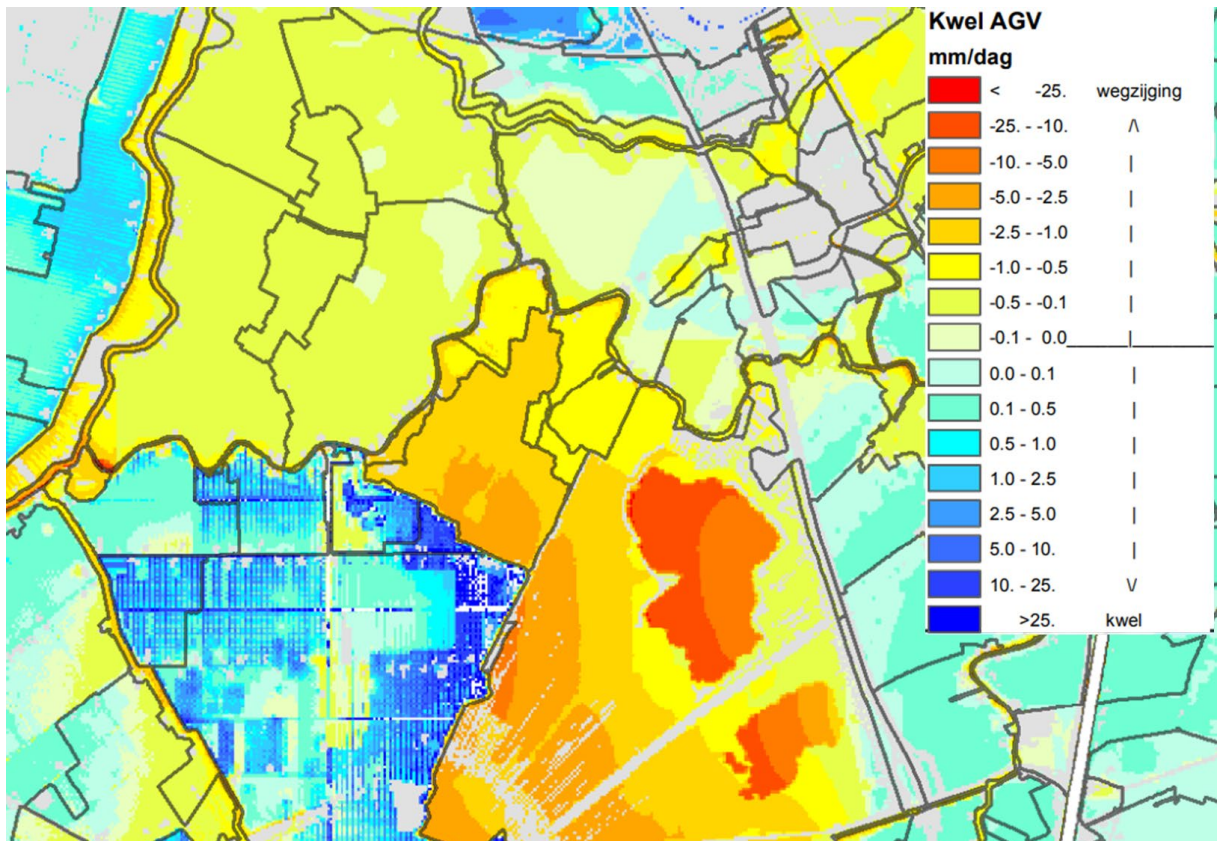 Kwel AGV
mm/dag
< -25. wegzijging
-25. - -10. /\
-10. - -5.0 |
-5.0 - -2.5 |
-2.5 - -1.0 |
-1.0 - -0.5 |
-0.5 - -0.1 |
-0.1 - 0.0______|_________
0.0 - 0.1 |
0.1 - 0.5 |
0.5 - 1.0 |
1.0 - 2.5 |
2.5 - 5.0 |
5.0 - 10. |
10. - 25. \/
>25. kwel